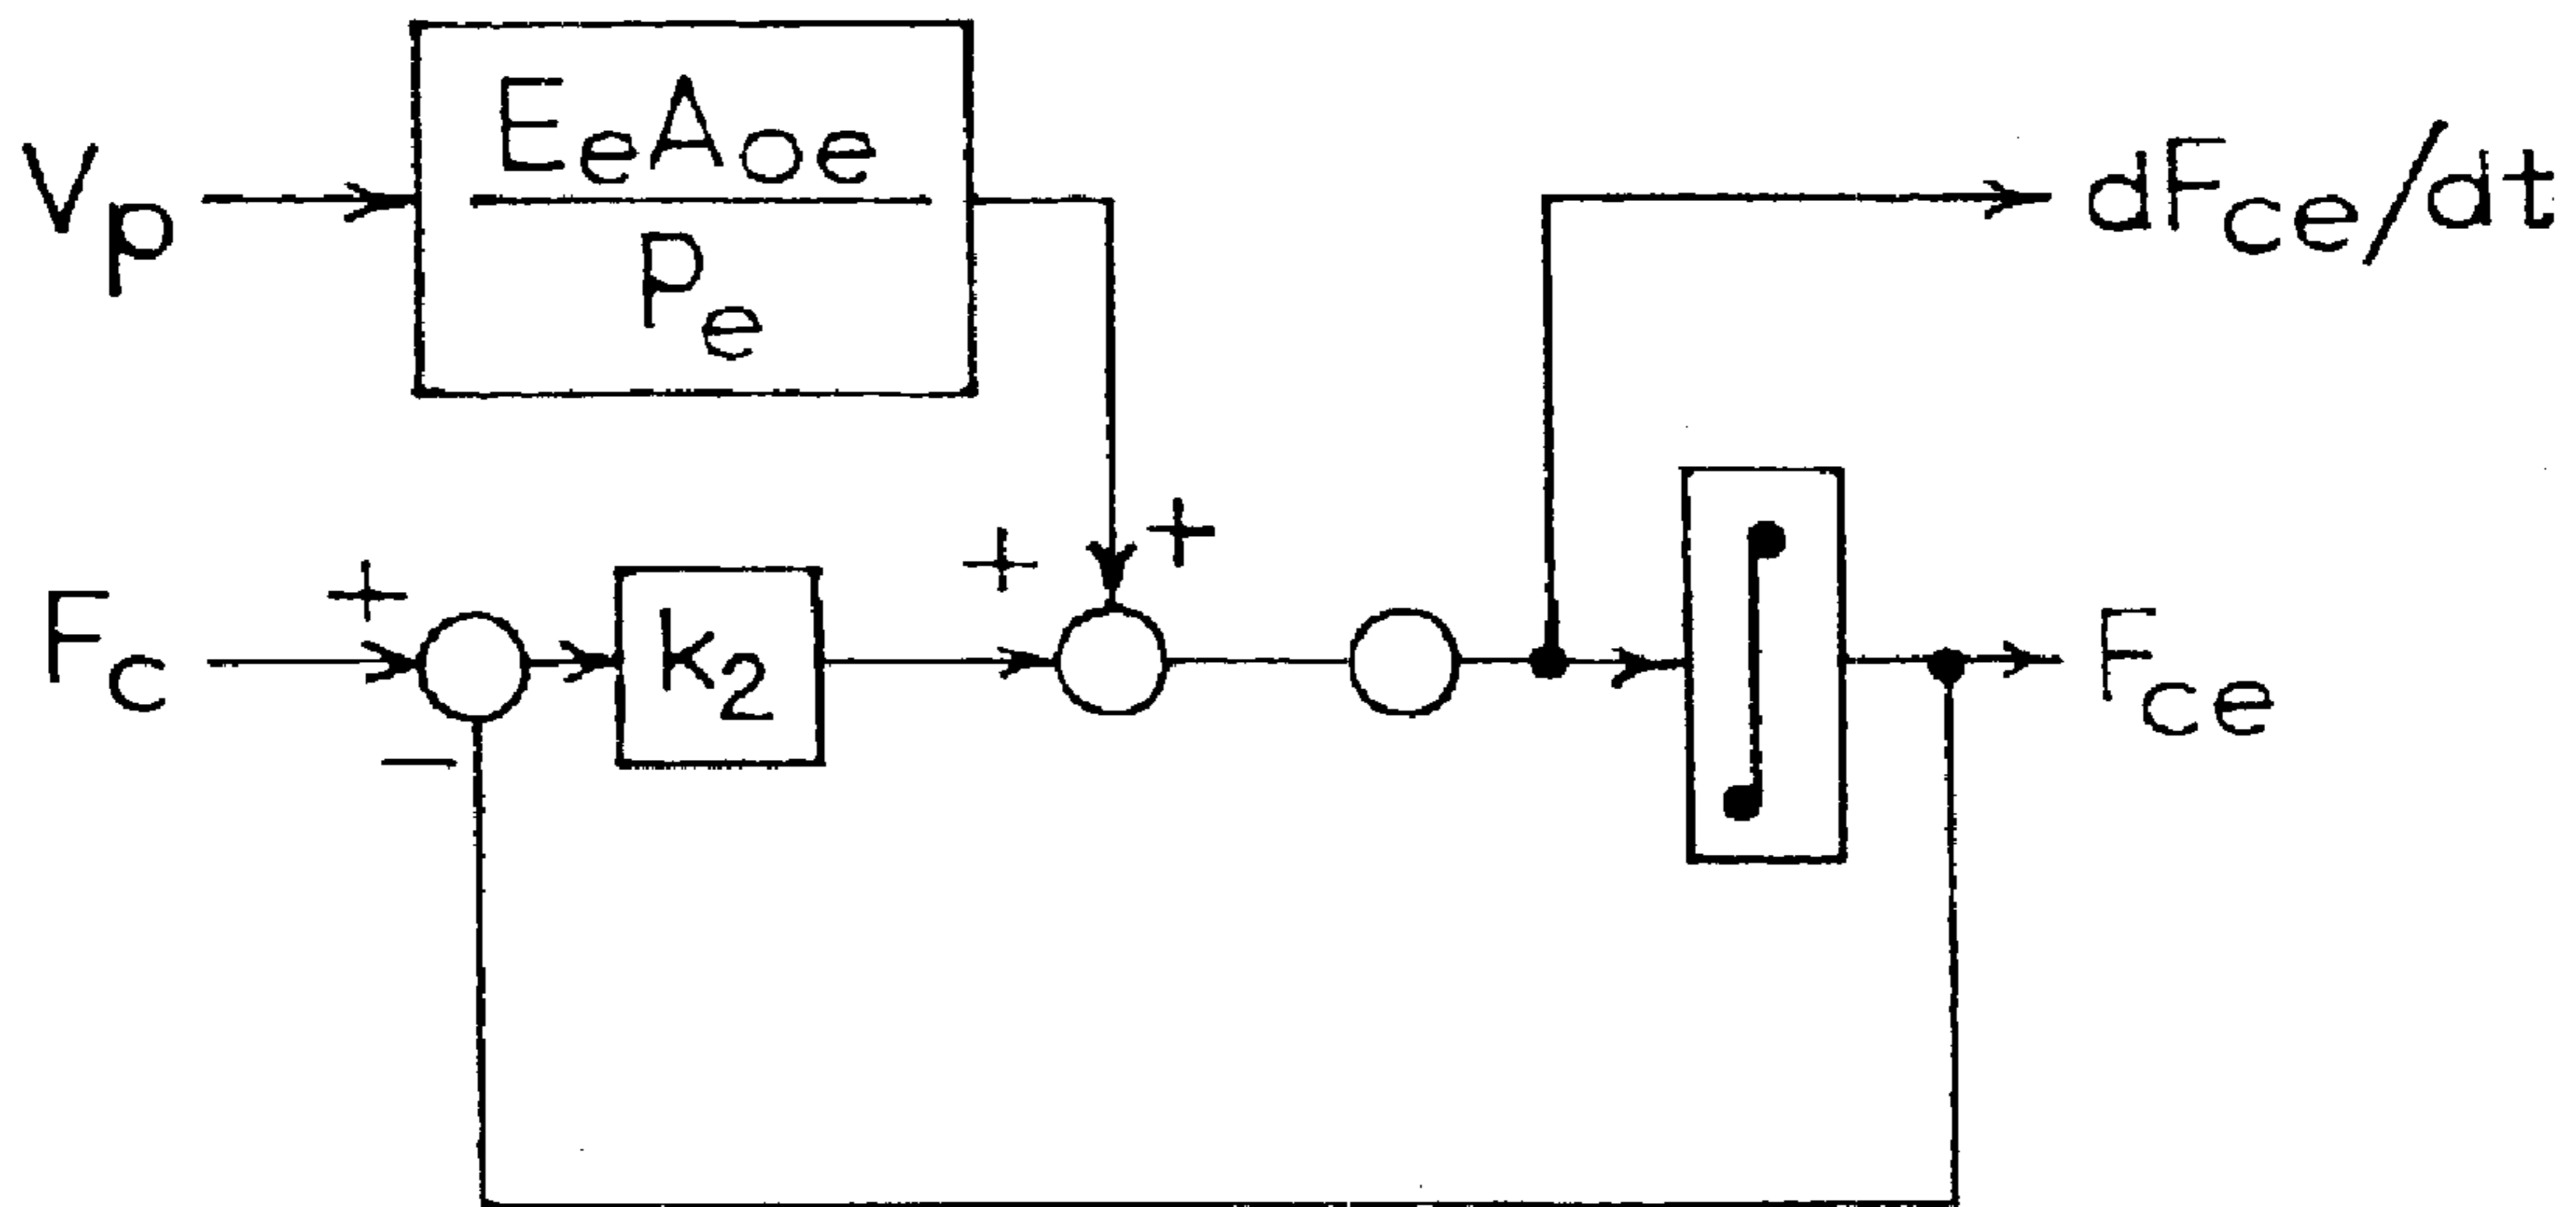 Vp
EeAoe
pe
dFce/dt
+
+
Fc
+
k2
∫
Fce
−